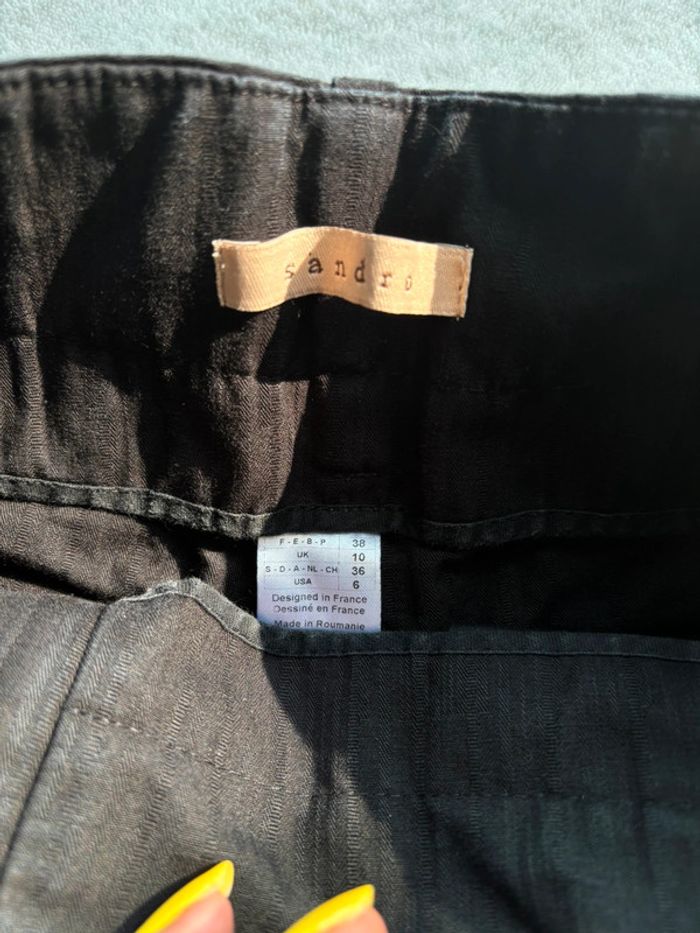 sandro
F - E - B - P 38
UK 10
S - D - A - NL - CH 36
USA 6
Designed in France
Dessiné en France
Made in Roumanie